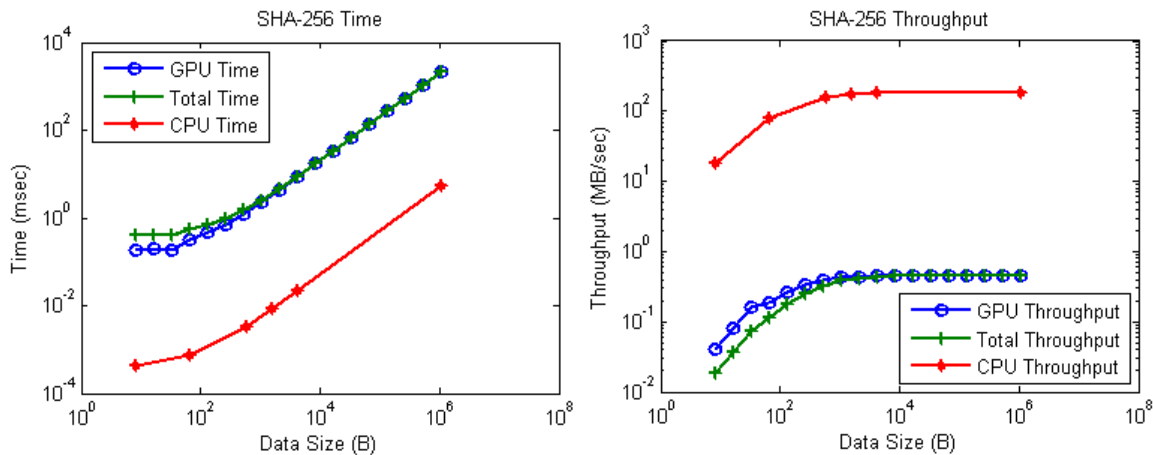 SHA-256 Time
10^4
10^2
10^0
10^-2
10^-4
Time (msec)
GPU Time
Total Time
CPU Time
10^0
10^2
10^4
10^6
10^8
Data Size (B)
SHA-256 Throughput
10^3
10^2
10^1
10^0
10^-1
10^-2
Throughput (MB/sec)
GPU Throughput
Total Throughput
CPU Throughput
10^0
10^2
10^4
10^6
10^8
Data Size (B)